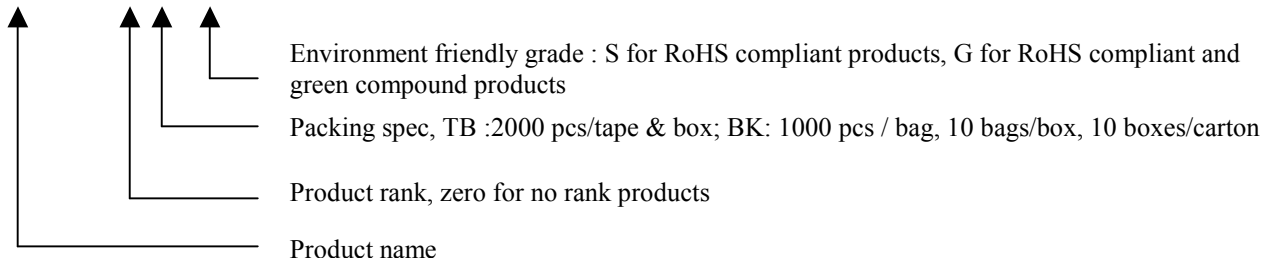 Environment friendly grade : S for RoHS compliant products, G for RoHS compliant and
green compound products
Packing spec, TB :2000 pcs/tape & box; BK: 1000 pcs / bag, 10 bags/box, 10 boxes/carton
Product rank, zero for no rank products
Product name